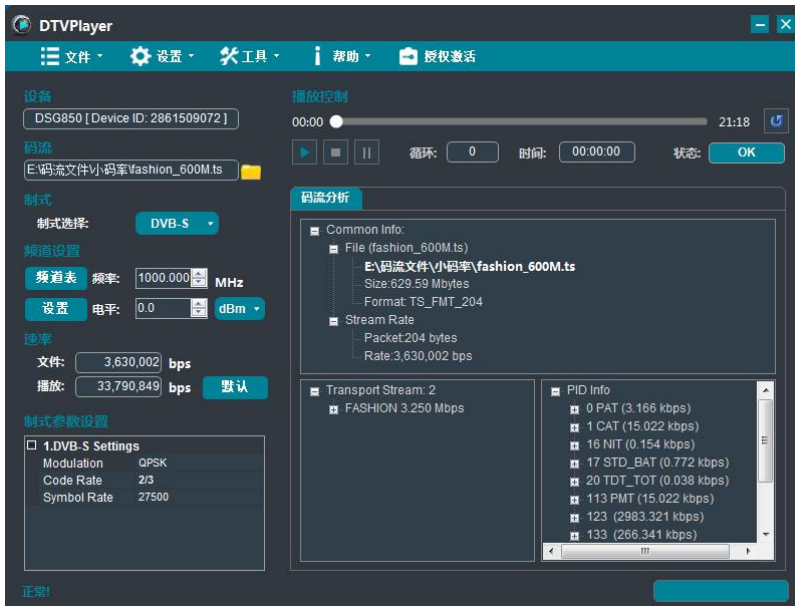 DTVPlayer
文件 设置 工具 帮助 授权激活
设备
DSG850 [ Device ID: 2861509072 ]
码流
E:\码流文件\小码率\fashion_600M.ts
制式
制式选择: DVB-S
频道设置
频道表 频率: 1000.000 MHz
设置 电平: 0.0 dBm
速率
文件: 3,630,002 bps
播放: 33,790,849 bps 默认
制式参数设置
1.DVB-S Settings
Modulation QPSK
Code Rate 2/3
Symbol Rate 27500
播放控制
00:00 21:18
循环: 0 时间: 00:00:00 状态: OK
码流分析
Common Info:
File (fashion_600M.ts)
E:\码流文件\小码率\fashion_600M.ts
Size:629.59 Mbytes
Format: TS_FMT_204
Stream Rate
Packet:204 bytes
Rate:3,630,002 bps
Transport Stream: 2
FASHION 3.250 Mbps
PID Info
0 PAT (3.166 kbps)
1 CAT (15.022 kbps)
16 NIT (0.154 kbps)
17 STD_BAT (0.772 kbps)
20 TDT_TOT (0.038 kbps)
113 PMT (15.022 kbps)
123 (2983.321 kbps)
133 (266.341 kbps)
正常!